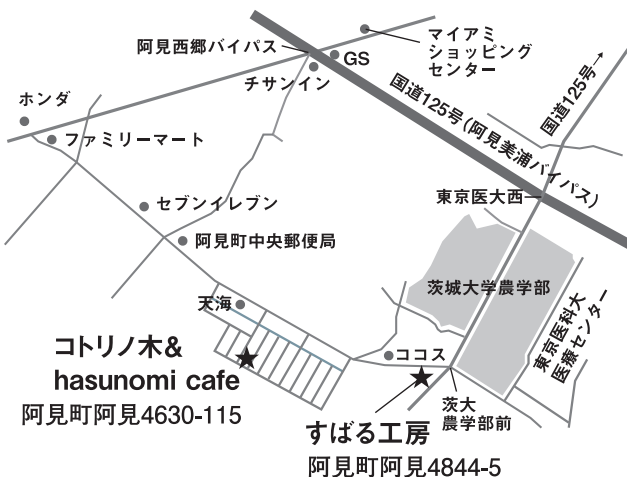 マイアミ
ショッピング
センター
阿見西郷バイパス
GS
チサンイン
国道125号→
国道125号(阿見美浦バイパス)
ホンダ
ファミリーマート
東京医大西
セブンイレブン
阿見町中央郵便局
茨城大学農学部
天海
東京医科大
医療センター
コトリノ木&
hasunomi cafe
阿見町阿見4630-115
ココス
茨大
農学部前
すばる工房
阿見町阿見4844-5